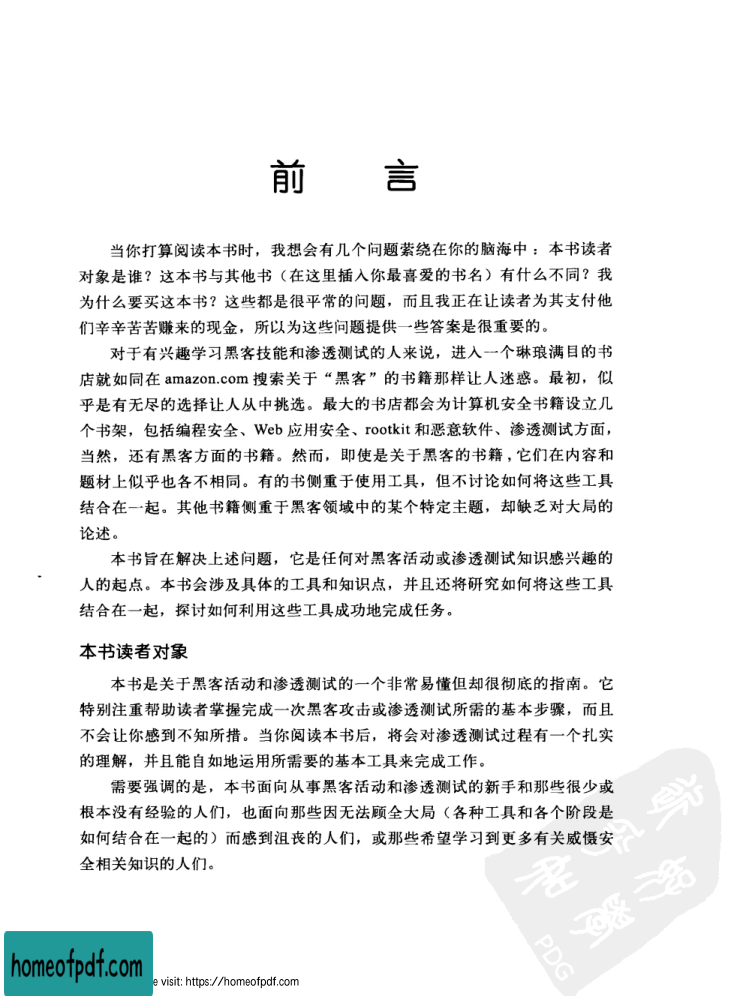 前 言
当你打算阅读本书时，我想会有几个问题萦绕在你的脑海中：本书读者
对象是谁？这本书与其他书（在这里插入你最喜爱的书名）有什么不同？我
为什么要买这本书？这些都是很平常的问题，而且我正在让读者为其支付他
们辛辛苦苦赚来的现金，所以为这些问题提供一些答案是很重要的。
对于有兴趣学习黑客技能和渗透测试的人来说，进入一个琳琅满目的书
店就如同在 amazon.com 搜索关于“黑客”的书籍那样让人迷惑。最初，似
乎是有无尽的选择让人从中挑选。最大的书店都会为计算机安全书籍设立几
个书架，包括编程安全、Web 应用安全、rootkit 和恶意软件、渗透测试方面，
当然，还有黑客方面的书籍。然而，即使是关于黑客的书籍，它们在内容和
题材上似乎也各不相同。有的书侧重于使用工具，但不讨论如何将这些工具
结合在一起。其他书籍侧重于黑客领域中的某个特定主题，却缺乏对大局的
论述。
本书旨在解决上述问题，它是任何对黑客活动或渗透测试知识感兴趣的
人的起点。本书会涉及具体的工具和知识点，并且还将研究如何将这些工具
结合在一起，探讨如何利用这些工具成功地完成任务。
本书读者对象
本书是关于黑客活动和渗透测试的一个非常易懂但却很彻底的指南。它
特别注重帮助读者掌握完成一次黑客攻击或渗透测试所需的基本步骤，而且
不会让你感到不知所措。当你阅读本书后，将会对渗透测试过程有一个扎实
的理解，并且能自如地运用所需要的基本工具来完成工作。
需要强调的是，本书面向从事黑客活动和渗透测试的新手和那些很少或
根本没有经验的人们，也面向那些因无法顾全大局（各种工具和各个阶段是
如何结合在一起的）而感到沮丧的人们，或那些希望学习到更多有关威慑安
全相关知识的人们。
PDG
homeofpdf.com
e visit: https://homeofpdf.com